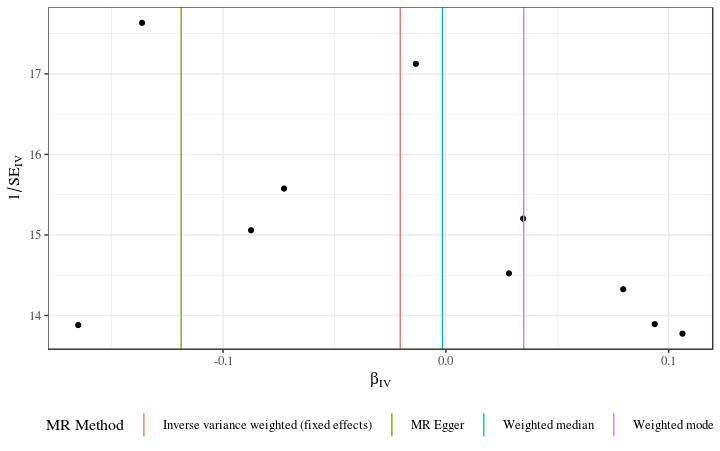 17
16
15
14
1/SE_IV
-0.1
0.0
0.1
β_IV
MR Method
Inverse variance weighted (fixed effects)
MR Egger
Weighted median
Weighted mode